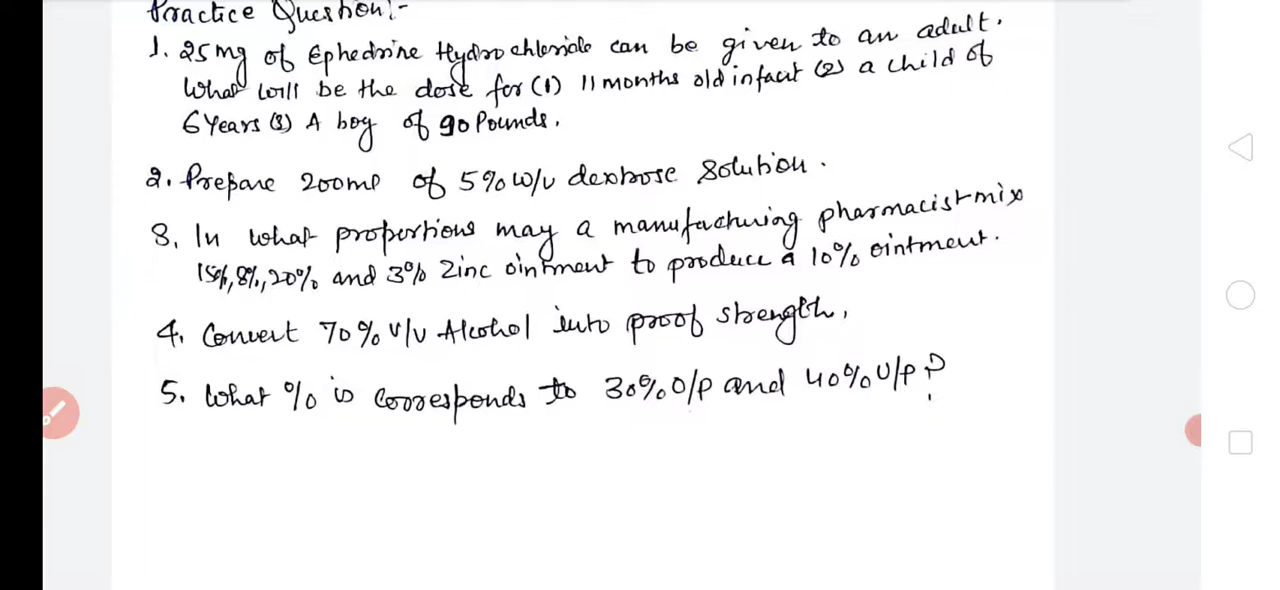 Practice Question:-
1. 25 mg of Ephedrine Hydrochloride can be given to an adult.
What will be the dose for (1) 11 months old infant (2) a child of
6 Years (3) A boy of 90 Pounds.
2. Prepare 200ml of 5% w/v dextrose solution.
3. In what proportions may a manufacturing pharmacist mix
15%, 8%, 20% and 3% Zinc ointment to produce a 10% ointment.
4. Convert 70% v/v Alcohol into proof strength.
5. What % is corresponds to 30% O/P and 40% U/P ?